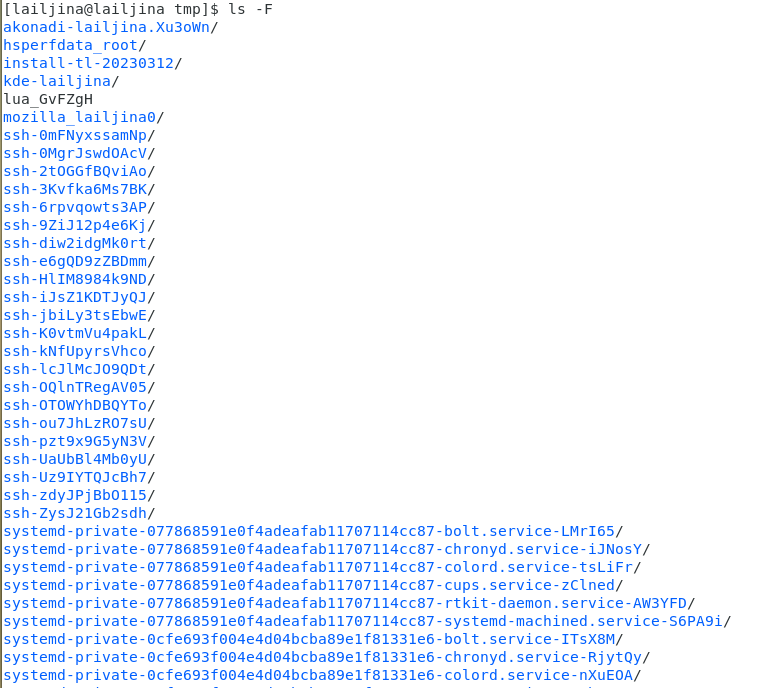 [lailjina@lailjina tmp]$ ls -F
akonadi-lailjina.Xu3oWn/
hsperfdata_root/
install-tl-20230312/
kde-lailjina/
lua_GvFZgH
mozilla_lailjina0/
ssh-0mFNyxssamNp/
ssh-0MgrJswdOAcV/
ssh-2tOGGfBQviAo/
ssh-3Kvfka6Ms7BK/
ssh-6rpvqowts3AP/
ssh-9ZiJ12p4e6Kj/
ssh-diw2idgMk0rt/
ssh-e6gQD9zZBDmm/
ssh-HlIM8984k9ND/
ssh-iJsZ1KDTJyQJ/
ssh-jbiLy3tsEbwE/
ssh-K0vtmVu4pakL/
ssh-kNfUpyrsVhco/
ssh-lcJlMcJO9QDt/
ssh-OQlnTRegAV05/
ssh-OTOWYhDBQYTo/
ssh-ou7JhLzRO7sU/
ssh-pzt9x9G5yN3V/
ssh-UaUbBl4Mb0yU/
ssh-Uz9IYTQJcBh7/
ssh-zdyJPjBbO115/
ssh-ZysJ21Gb2sdh/
systemd-private-077868591e0f4adeafab11707114cc87-bolt.service-LMrI65/
systemd-private-077868591e0f4adeafab11707114cc87-chronyd.service-iJNosY/
systemd-private-077868591e0f4adeafab11707114cc87-colord.service-tsLiFr/
systemd-private-077868591e0f4adeafab11707114cc87-cups.service-zClned/
systemd-private-077868591e0f4adeafab11707114cc87-rtkit-daemon.service-AW3YFD/
systemd-private-077868591e0f4adeafab11707114cc87-systemd-machined.service-S6PA9i/
systemd-private-0cfe693f004e4d04bcba89e1f81331e6-bolt.service-ITsX8M/
systemd-private-0cfe693f004e4d04bcba89e1f81331e6-chronyd.service-RjytQy/
systemd-private-0cfe693f004e4d04bcba89e1f81331e6-colord.service-nXuEOA/